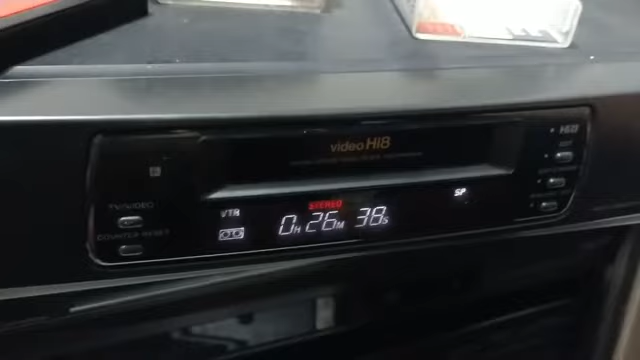 video Hi8
Hi8
TV/VIDEO
COUNTER RESET
VTR
STEREO
SP
0H 26M 38S